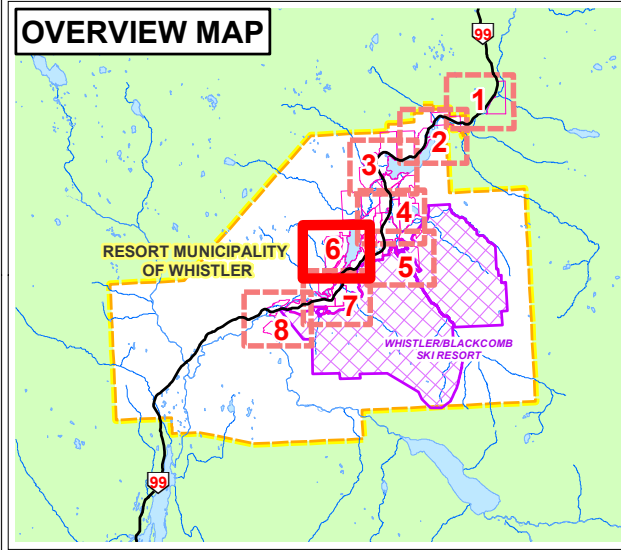 OVERVIEW MAP
99
1
2
3
4
RESORT MUNICIPALITY
OF WHISTLER
6
5
7
8
WHISTLER/BLACKCOMB
SKI RESORT
99